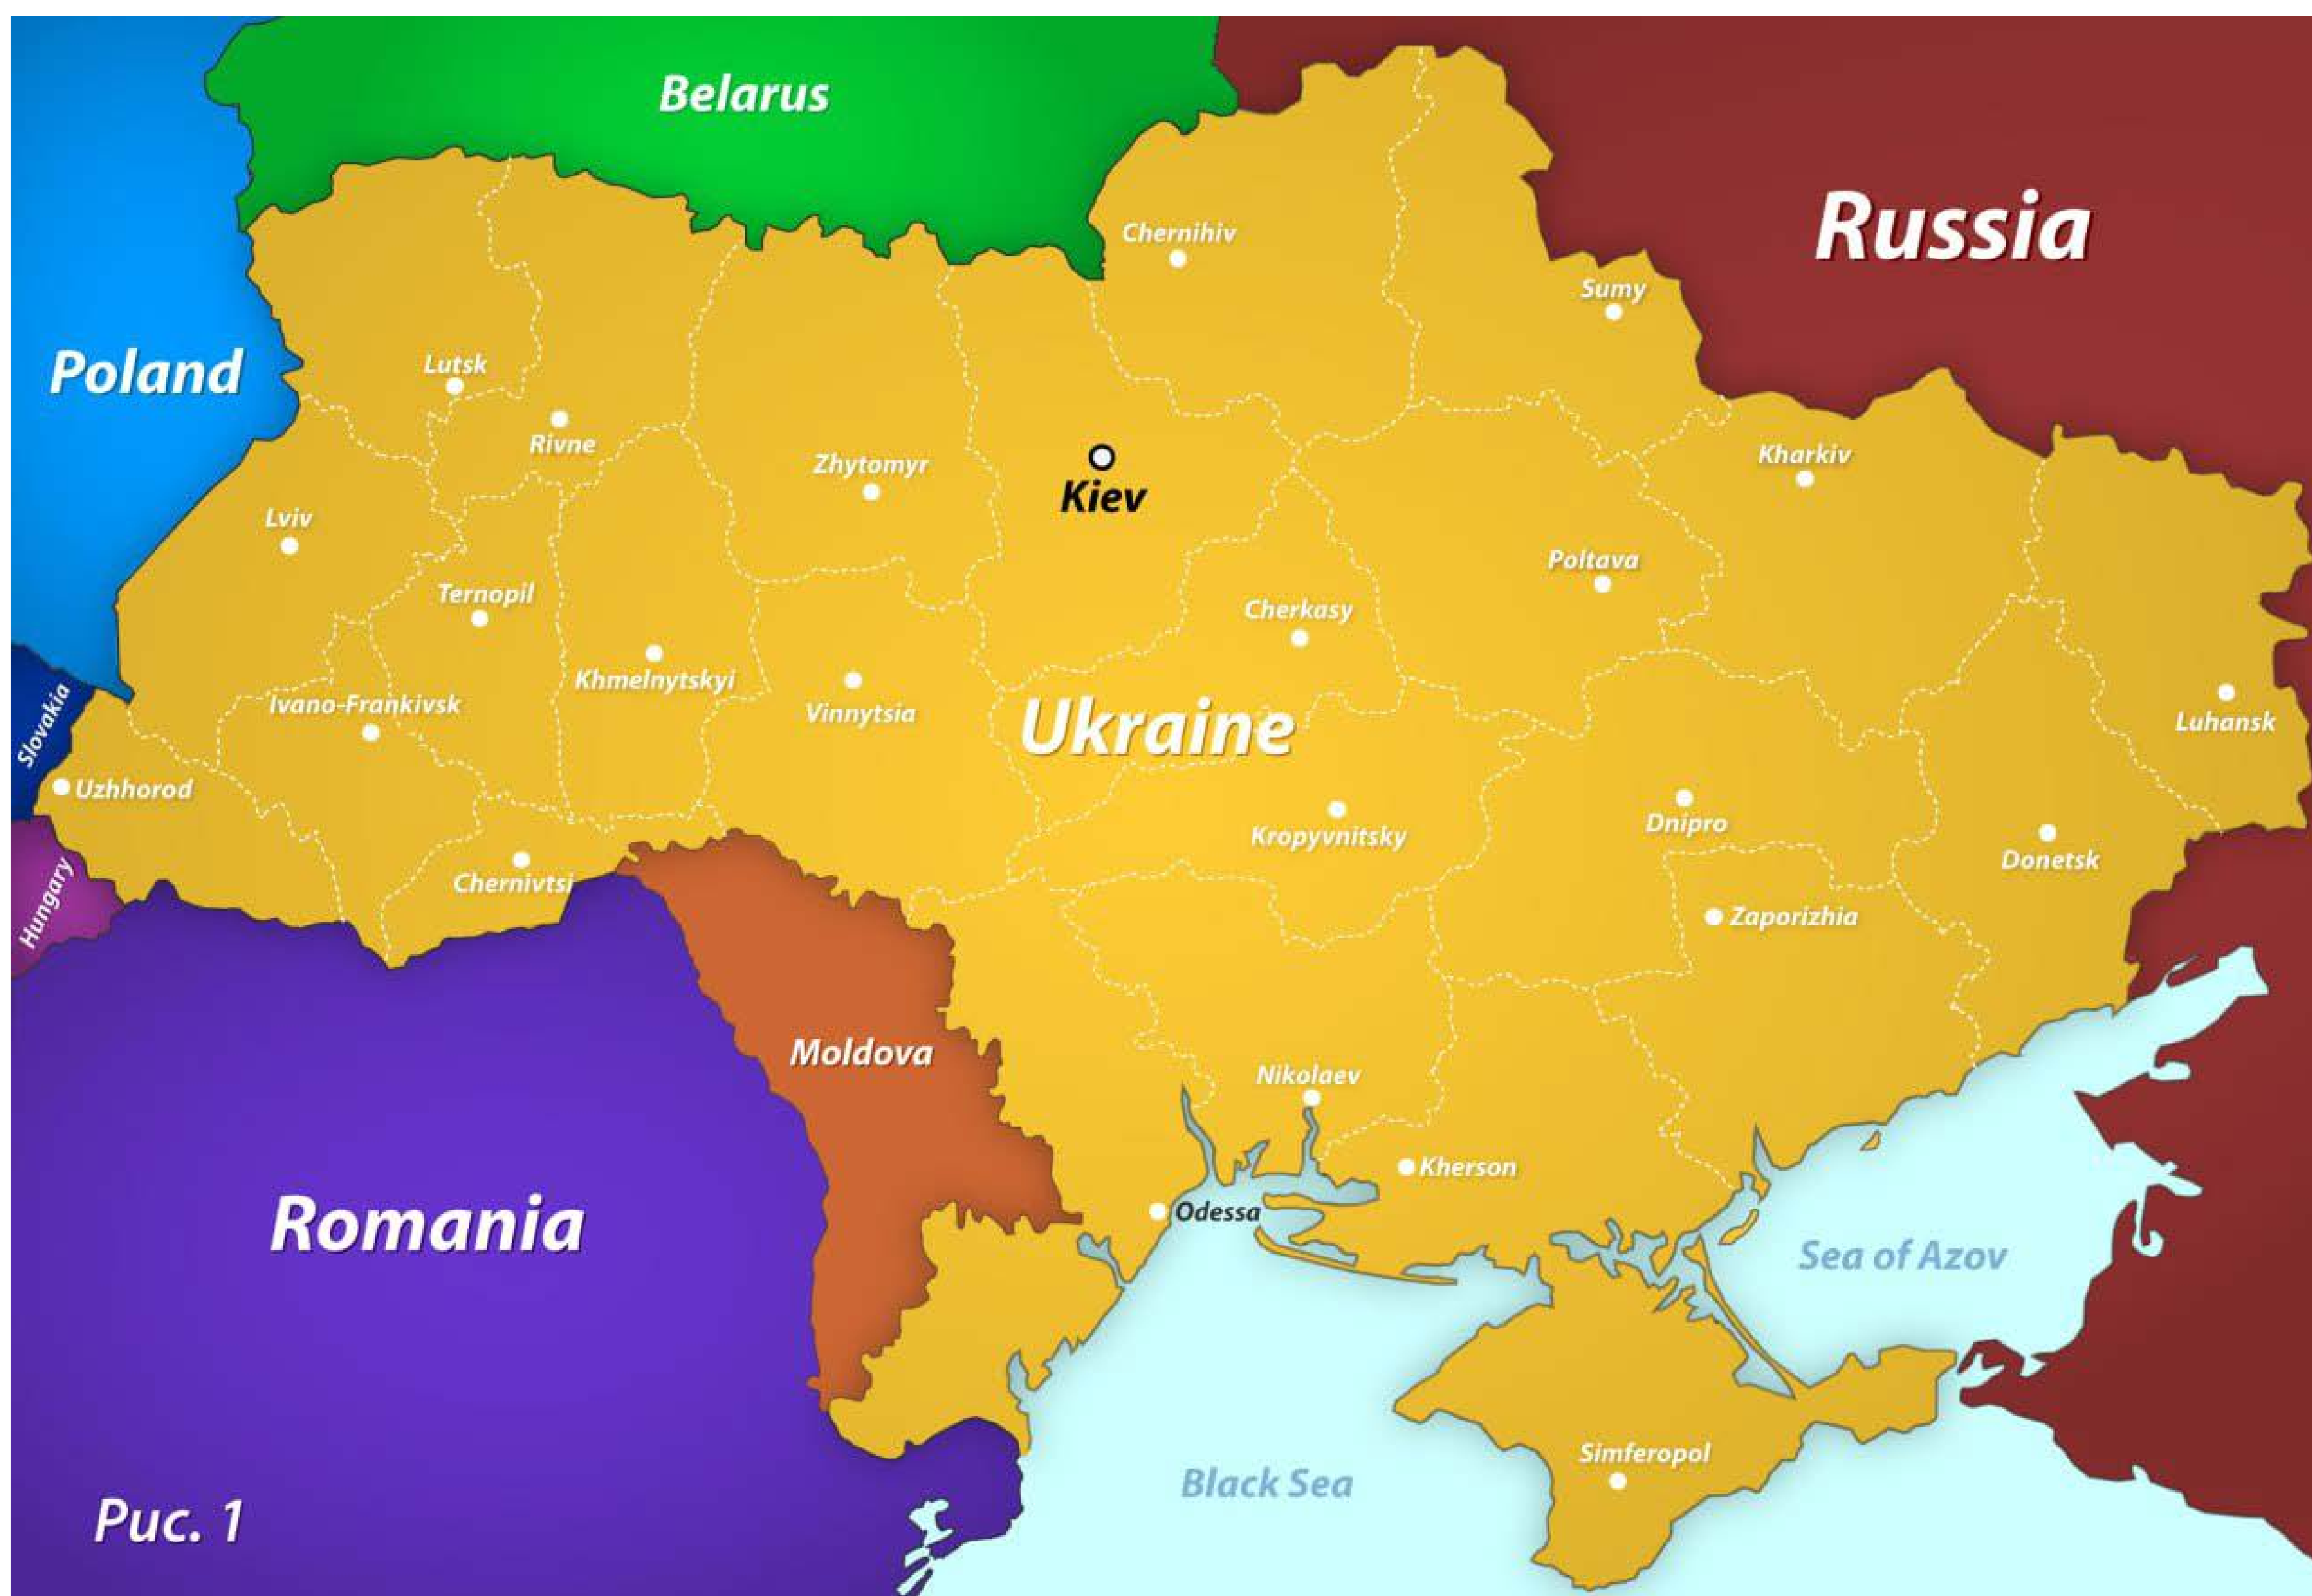 Belarus
Russia
Chernihiv
Sumy
Poland
Lutsk
Rivne
Zhytomyr
Kiev
Kharkiv
Lviv
Ternopil
Poltava
Cherkasy
Slovakia
Ivano-Frankivsk
Khmelnytskyi
Vinnytsia
Ukraine
Luhansk
Uzhhorod
Kropyvnitsky
Dnipro
Donetsk
Hungary
Chernivtsi
Zaporizhia
Moldova
Nikolaev
Kherson
Romania
Odessa
Sea of Azov
Simferopol
Black Sea
Рис. 1